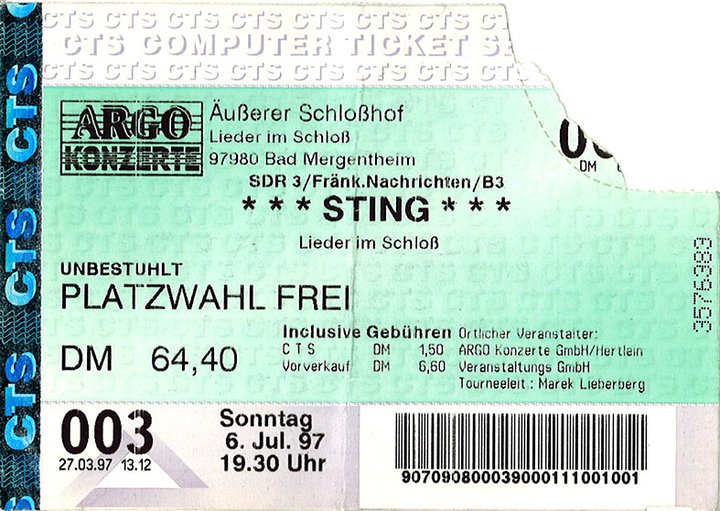 CTS CTS CTS CTS CTS CTS CTS
CTS COMPUTER TICKET
CTS CTS CTS CTS CTS CTS CTS
CTS
CTS
CTS
CTS
ARGO
KONZERTE
Äußerer Schloßhof
Lieder im Schloß
97980 Bad Mergentheim
DM
SDR 3/Fränk.Nachrichten/B3
* * * STING * * *
Lieder im Schloß
UNBESTUHLT
PLATZWAHL FREI
DM 64,40
Inclusive Gebühren
CTS DM 1,50
Vorverkauf DM 6,60
Örtlicher Veranstalter:
ARGO Konzerte GmbH/Hertlein
Veranstaltungs GmbH
Tourneeleit : Marek Lieberberg
3576383
003
27.03.97 13.12
Sonntag
6. Jul. 97
19.30 Uhr
907090800039000111001001